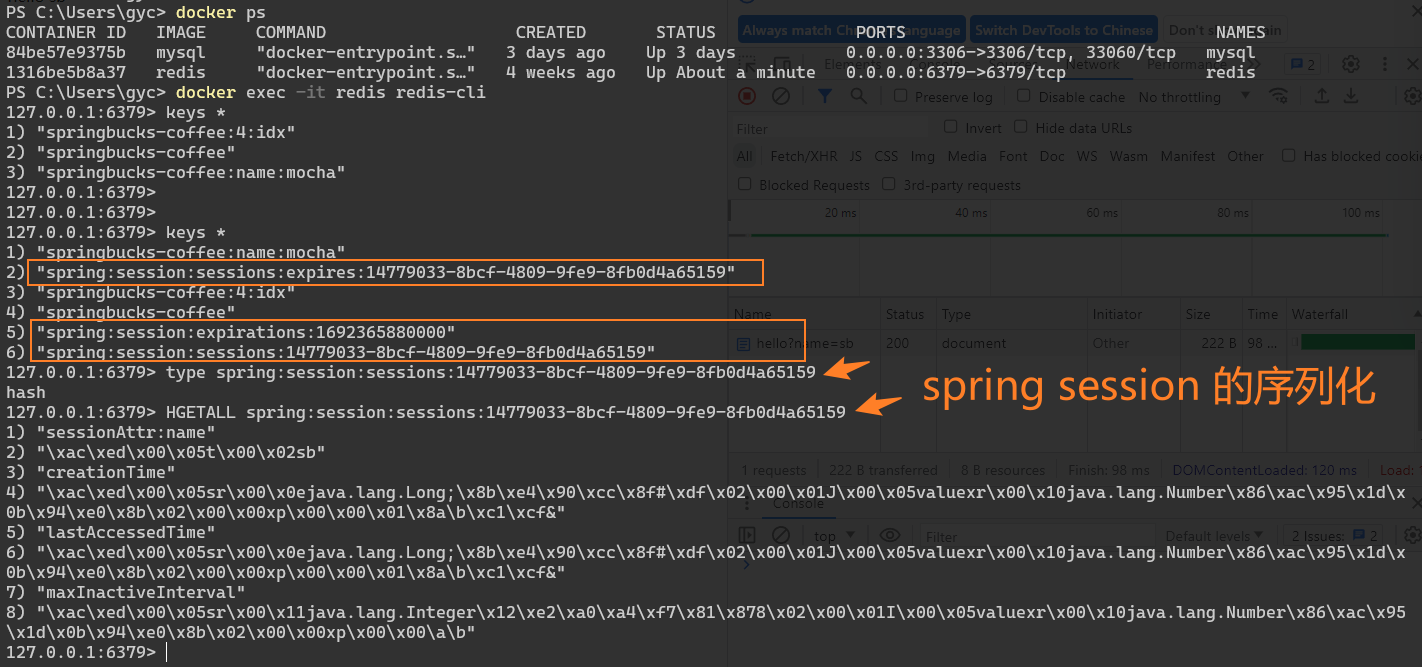 PS C:\Users\gyc> docker ps
CONTAINER ID   IMAGE     COMMAND                  CREATED       STATUS              PORTS                               NAMES
84be57e9375b   mysql     "docker-entrypoint.s…"   3 days ago    Up 3 days           0.0.0.0:3306->3306/tcp, 33060/tcp   mysql
1316be5b8a37   redis     "docker-entrypoint.s…"   4 weeks ago   Up About a minute   0.0.0.0:6379->6379/tcp              redis
PS C:\Users\gyc> docker exec -it redis redis-cli
127.0.0.1:6379> keys *
1) "springbucks-coffee:4:idx"
2) "springbucks-coffee"
3) "springbucks-coffee:name:mocha"
127.0.0.1:6379>
127.0.0.1:6379>
127.0.0.1:6379> keys *
1) "springbucks-coffee:name:mocha"
2) "spring:session:sessions:expires:14779033-8bcf-4809-9fe9-8fb0d4a65159"
3) "springbucks-coffee:4:idx"
4) "springbucks-coffee"
5) "spring:session:expirations:1692365880000"
6) "spring:session:sessions:14779033-8bcf-4809-9fe9-8fb0d4a65159"
127.0.0.1:6379> type spring:session:sessions:14779033-8bcf-4809-9fe9-8fb0d4a65159
hash
127.0.0.1:6379> HGETALL spring:session:sessions:14779033-8bcf-4809-9fe9-8fb0d4a65159
1) "sessionAttr:name"
2) "\xac\xed\x00\x05t\x00\x02sb"
3) "creationTime"
4) "\xac\xed\x00\x05sr\x00\x0ejava.lang.Long;\x8b\xe4\x90\xcc\x8f#\xdf\x02\x00\x01J\x00\x05valuexr\x00\x10java.lang.Number\x86\xac\x95\x1d\x
0b\x94\xe0\x8b\x02\x00\x00xp\x00\x00\x01\x8a\b\xc1\xcf&"
5) "lastAccessedTime"
6) "\xac\xed\x00\x05sr\x00\x0ejava.lang.Long;\x8b\xe4\x90\xcc\x8f#\xdf\x02\x00\x01J\x00\x05valuexr\x00\x10java.lang.Number\x86\xac\x95\x1d\x
0b\x94\xe0\x8b\x02\x00\x00xp\x00\x00\x01\x8a\b\xc1\xcf&"
7) "maxInactiveInterval"
8) "\xac\xed\x00\x05sr\x00\x11java.lang.Integer\x12\xe2\xa0\xa4\xf7\x81\x878\x02\x00\x01I\x00\x05valuexr\x00\x10java.lang.Number\x86\xac\x95
\x1d\x0b\x94\xe0\x8b\x02\x00\x00xp\x00\x00\a\b"
127.0.0.1:6379>
spring session 的序列化
Always match Chrome's language
Switch DevTools to Chinese
Don't show again
Elements Console Network Performance 2
Preserve log Disable cache No throttling
Filter Invert Hide data URLs
All Fetch/XHR JS CSS Img Media Font Doc WS Wasm Manifest Other Has blocked cookie
Blocked Requests 3rd-party requests
20 ms 40 ms 60 ms 80 ms 100 ms
Name Status Type Initiator Size Time Waterfall
hello?name=sb 200 document Other 222 B 98 ...
1 requests 222 B transferred 8 B resources Finish: 98 ms DOMContentLoaded: 120 ms Load: 1
Console
top Filter Default levels 2 Issues: 2